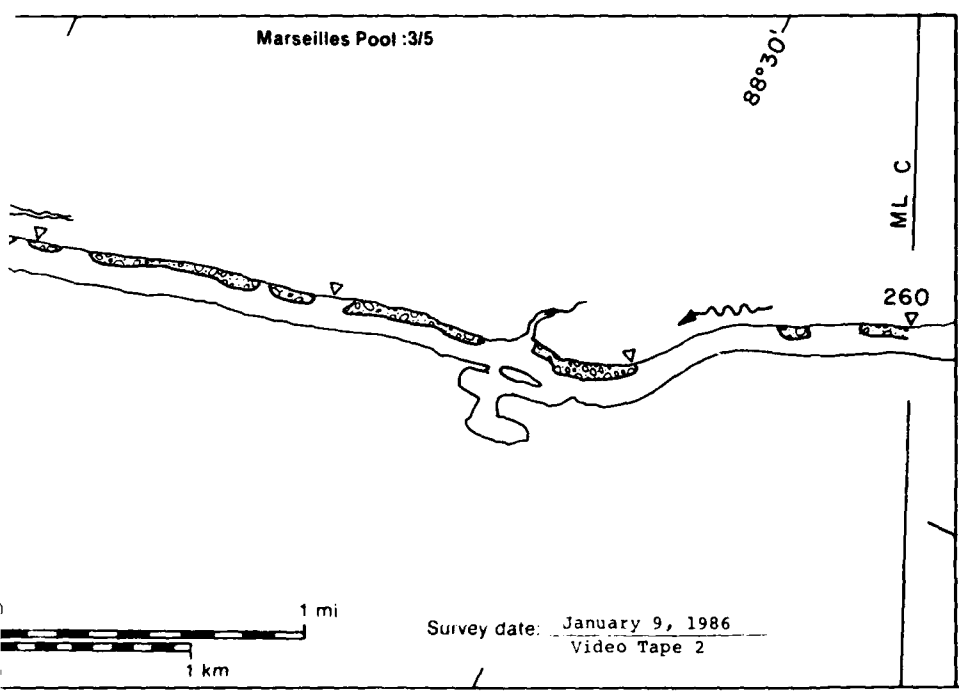 Marseilles Pool :3/5
88°30'
ML C
260
1 mi
1 km
Survey date: January 9, 1986
Video Tape 2